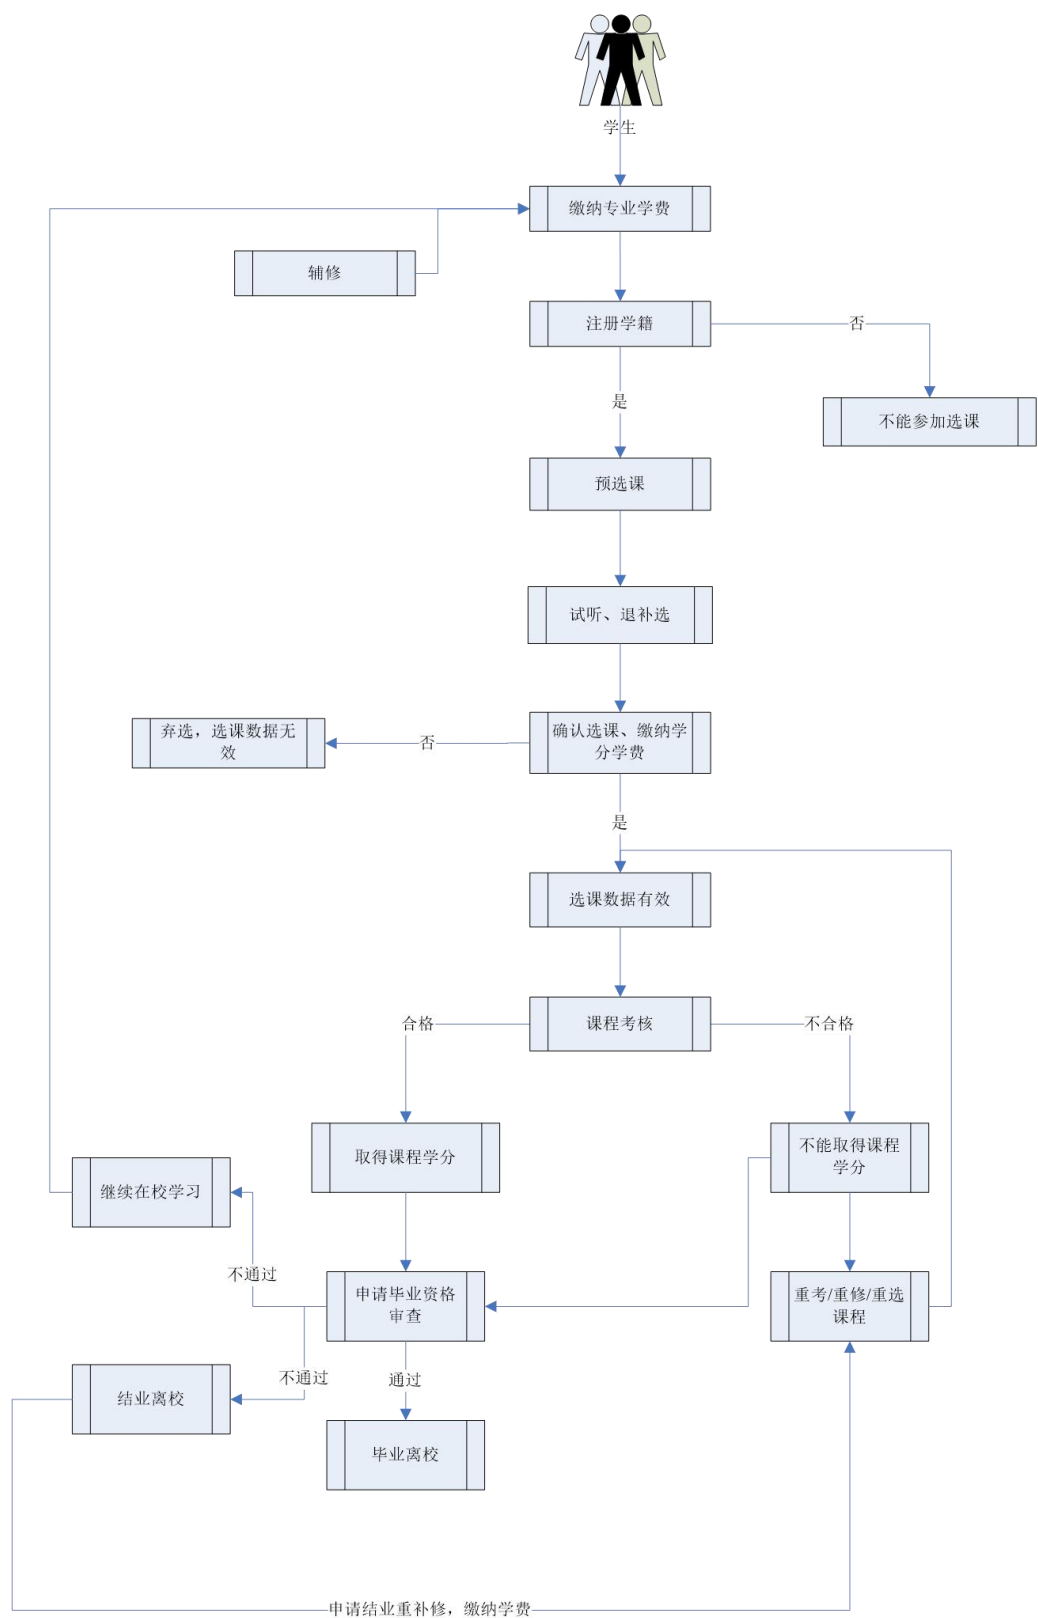 学生
缴纳专业学费
辅修
注册学籍
否
不能参加选课
是
预选课
试听、退补选
确认选课、缴纳学
分学费
否
弃选，选课数据无
效
是
选课数据有效
课程考核
合格
不合格
取得课程学分
不能取得课程
学分
继续在校学习
不通过
申请毕业资格
审查
重考/重修/重选
课程
不通过
通过
结业离校
毕业离校
申请结业重补修，缴纳学费